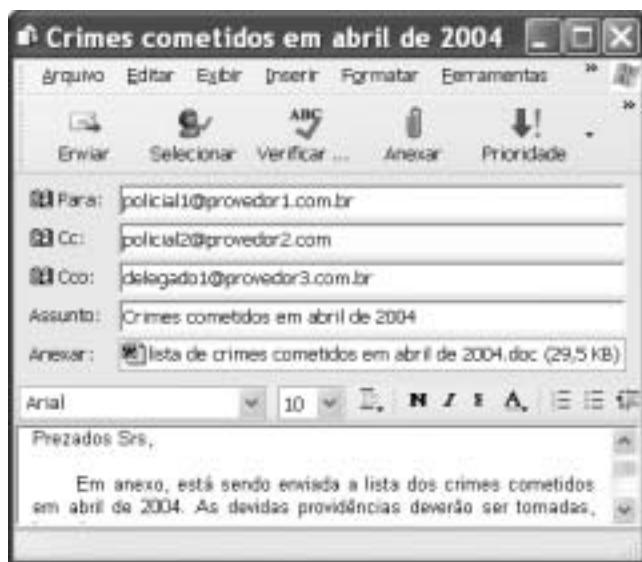 Crimes cometidos em abril de 2004
Arquivo Editar Exibir Inserir Formatar Ferramentas »
ABC »
Enviar Selecionar Verificar ... Anexar Prioridade
Para: policial1@provedor1.com.br
Cc: policial2@provedor2.com
Cco: delegado1@provedor3.com.br
Assunto: Crimes cometidos em abril de 2004
Anexar: lista de crimes cometidos em abril de 2004.doc (29,5 KB)
Arial 10 N I S A
Prezados Srs,
Em anexo, está sendo enviada a lista dos crimes cometidos
em abril de 2004. As devidas providências deverão ser tomadas,